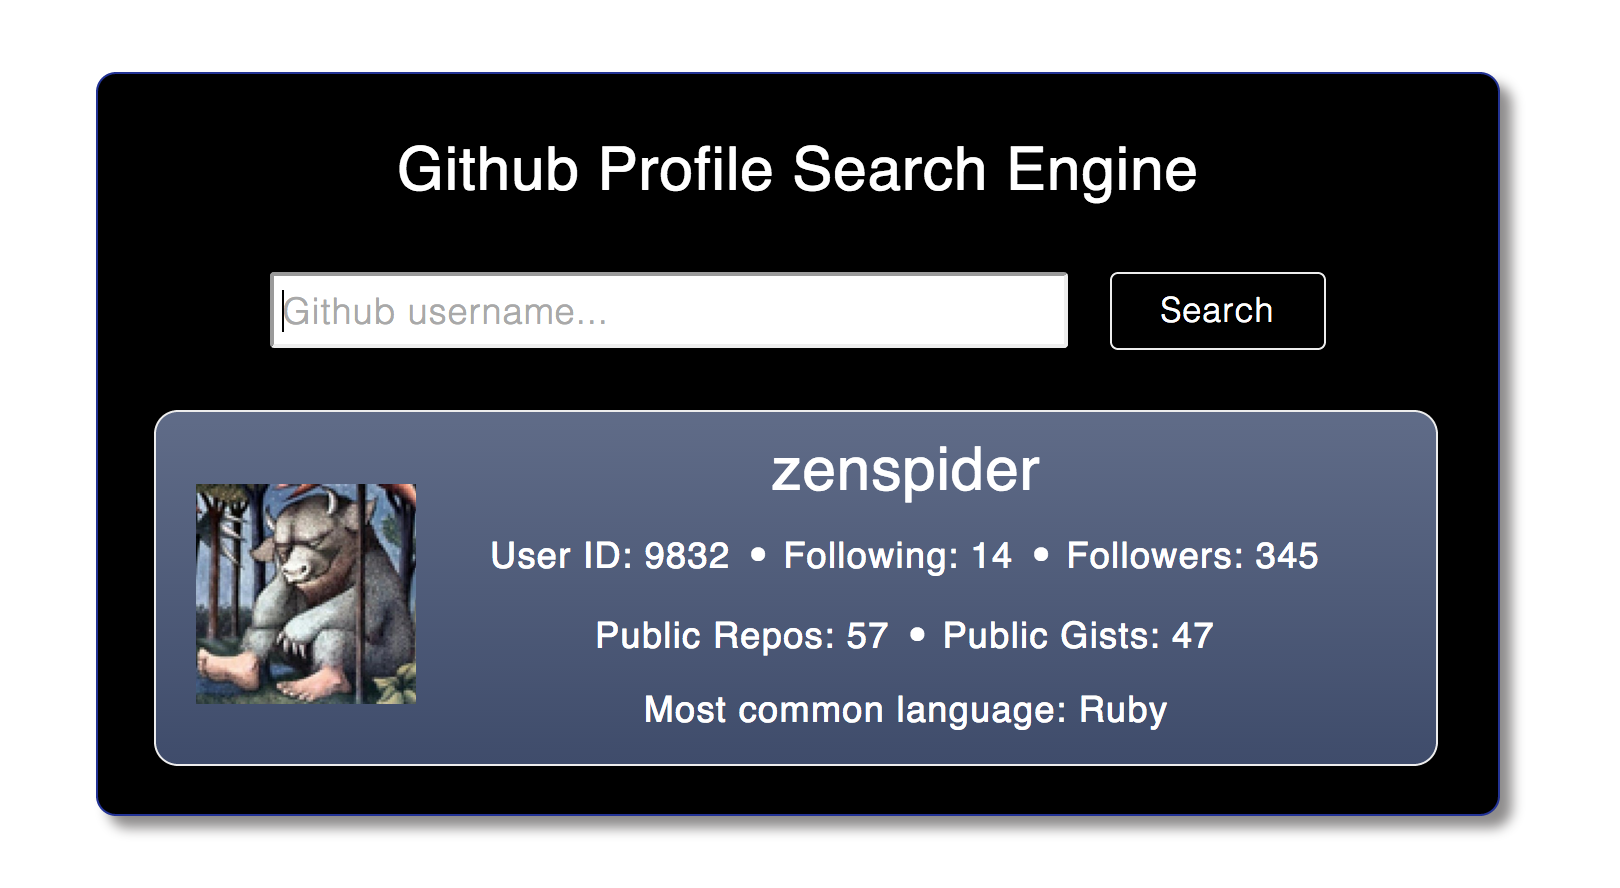 Github Profile Search Engine
Github username...
Search
zenspider
User ID: 9832 • Following: 14 • Followers: 345
Public Repos: 57 • Public Gists: 47
Most common language: Ruby